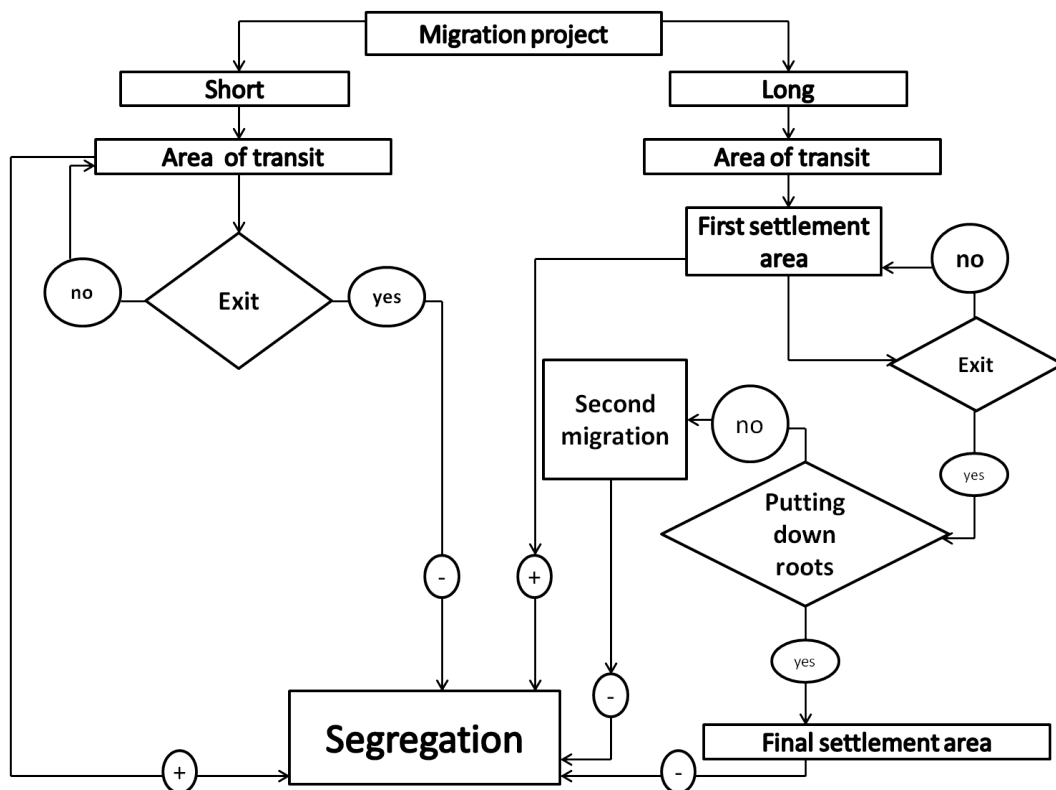 Migration project
Short
Long
Area of transit
Area of transit
First settlement
area
no
no
Exit
yes
Exit
Second
migration
no
yes
Putting
down
roots
-
+
yes
-
Segregation
Final settlement area
+
-